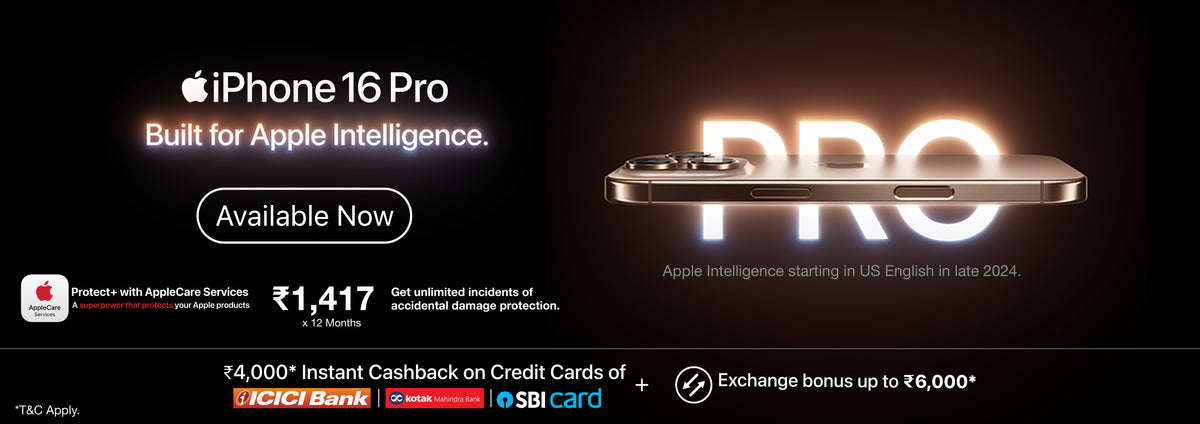 iPhone 16 Pro
Built for Apple Intelligence.
Available Now
PRO
Apple Intelligence starting in US English in late 2024.
AppleCare
Services
Protect+ with AppleCare Services
A superpower that protects your Apple products
₹1,417
x 12 Months
Get unlimited incidents of
accidental damage protection.
₹4,000* Instant Cashback on Credit Cards of
ICICI Bank | kotak Mahindra Bank | SBI card
+
Exchange bonus up to ₹6,000*
*T&C Apply.